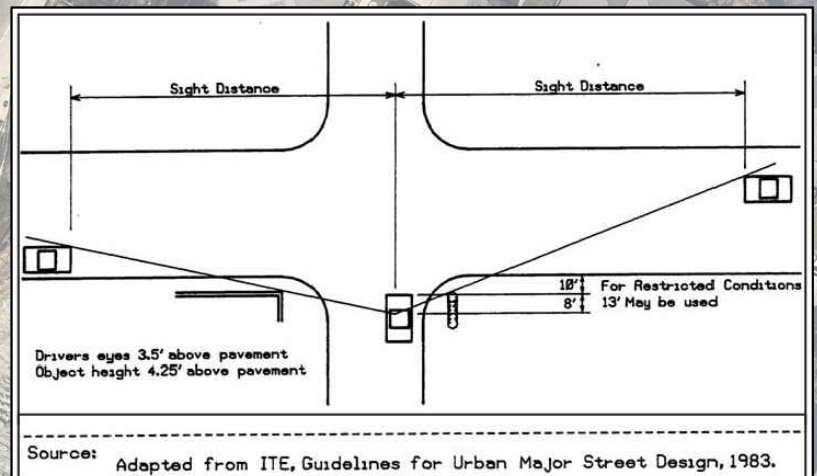 Sight Distance
Sight Distance
10' For Restricted Conditions
8' 13' May be used
Drivers eyes 3.5' above pavement
Object height 4.25' above pavement
Source: Adapted from ITE, Guidelines for Urban Major Street Design, 1983.